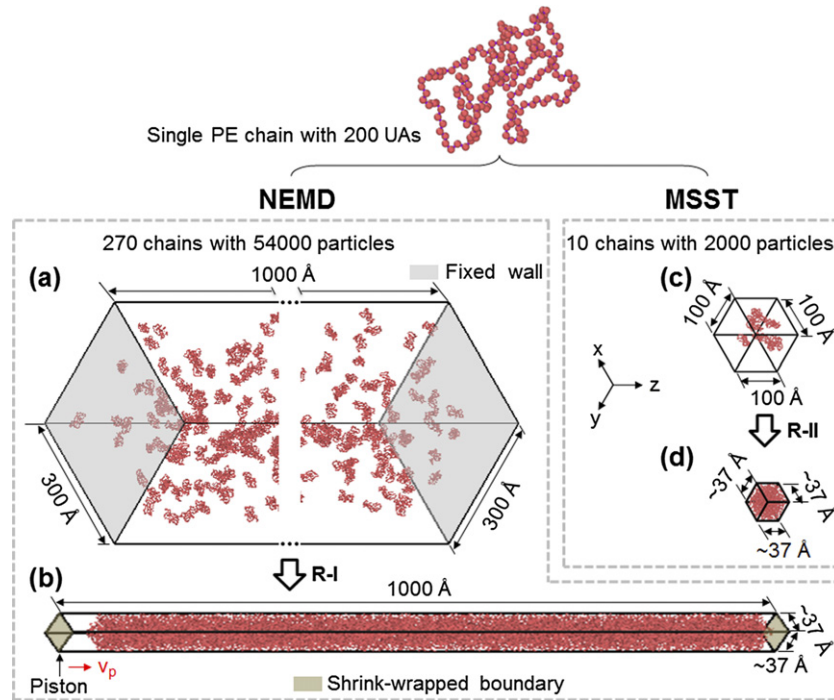 Single PE chain with 200 UAs
NEMD
MSST
270 chains with 54000 particles
10 chains with 2000 particles
(a)
1000 Å
Fixed wall
300 Å
300 Å
R-I
(b)
1000 Å
~37 Å
~37 Å
Piston
vp
Shrink-wrapped boundary
(c)
100 Å
100 Å
100 Å
x
y
z
R-II
(d)
~37 Å
~37 Å
~37 Å